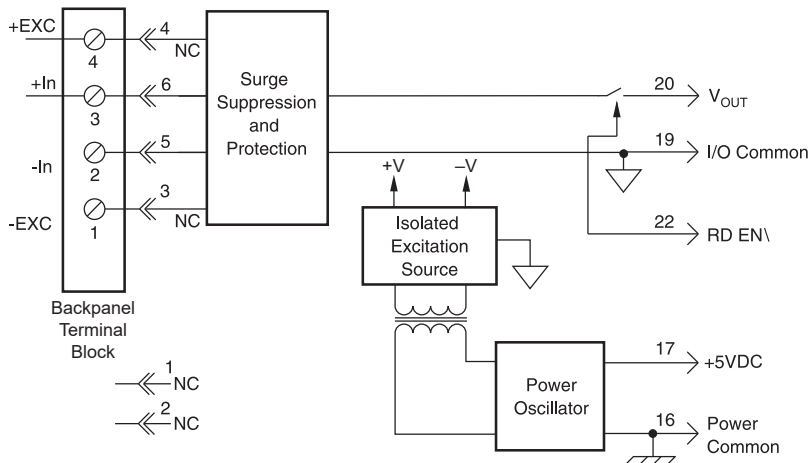 +EXC
4
4
NC
+In
3
6
Surge
Suppression
and
Protection
20
V_OUT
-In
2
5
19
I/O Common
-EXC
1
3
NC
+V
–V
Isolated
Excitation
Source
22
RD EN\
Backpanel
Terminal
Block
1
NC
2
NC
Power
Oscillator
17
+5VDC
16
Power
Common